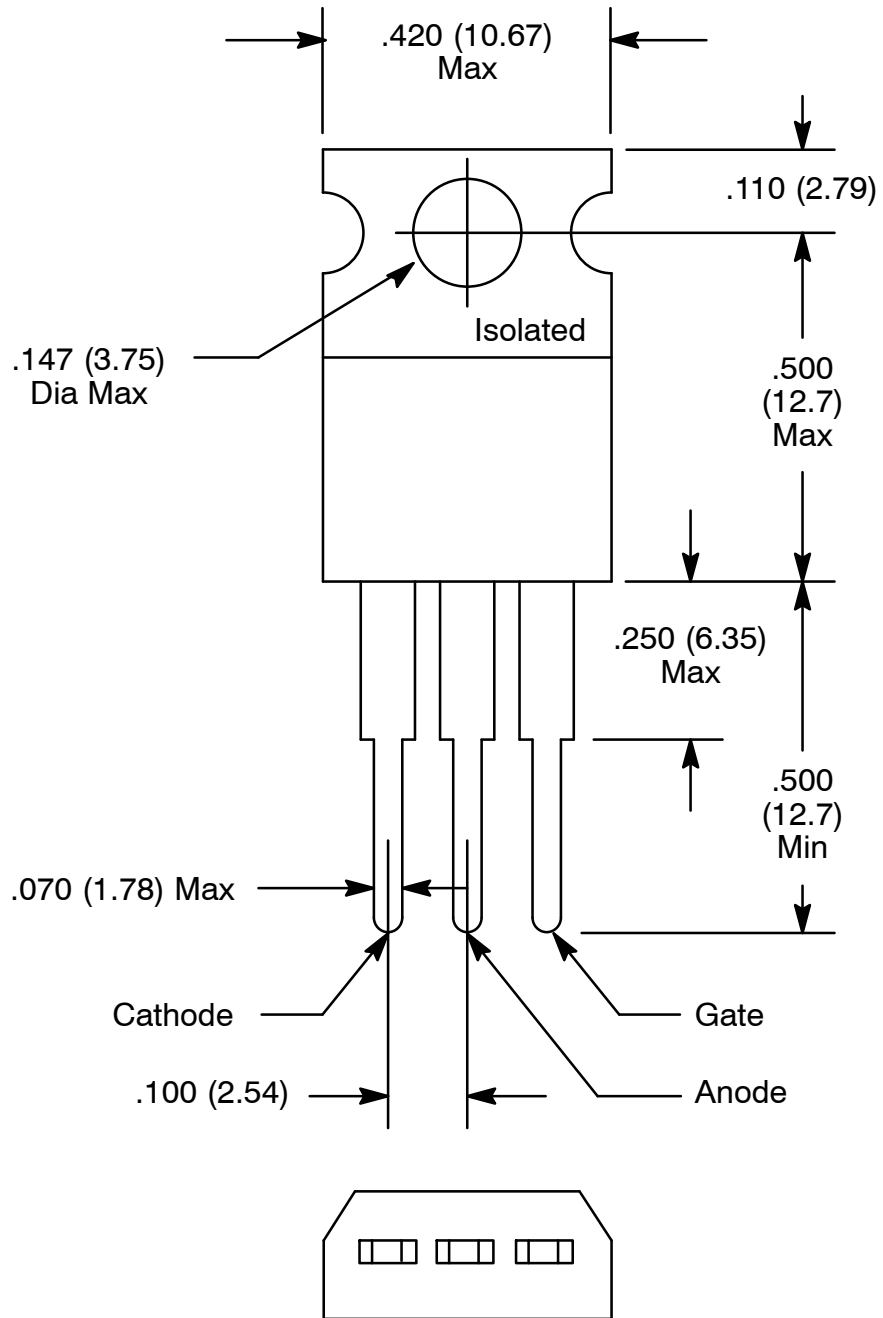 .420 (10.67)
Max
.110 (2.79)
Isolated
.147 (3.75)
Dia Max
.500
(12.7)
Max
.250 (6.35)
Max
.500
(12.7)
Min
.070 (1.78) Max
Cathode
Gate
.100 (2.54)
Anode